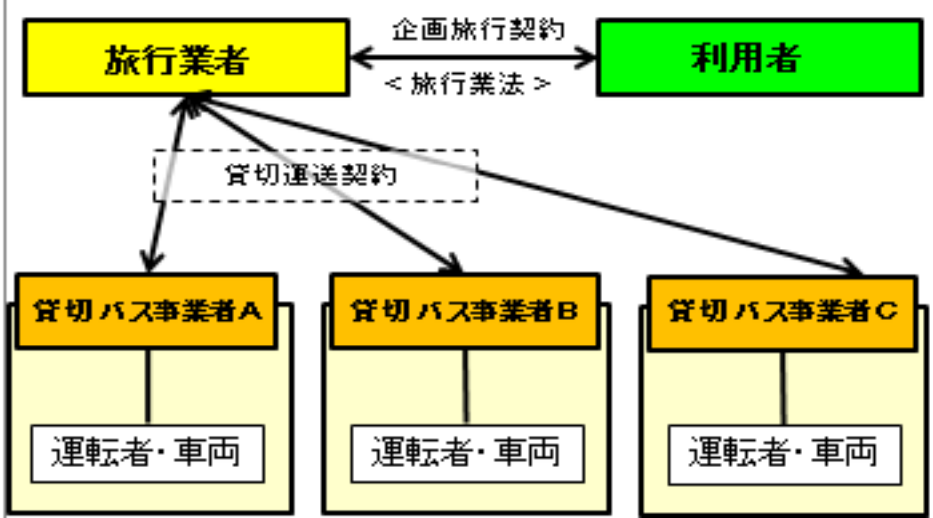 企画旅行契約
旅行業者
利用者
<旅行業法>
貸切運送契約
貸切バス事業者A
貸切バス事業者B
貸切バス事業者C
運転者・車両
運転者・車両
運転者・車両